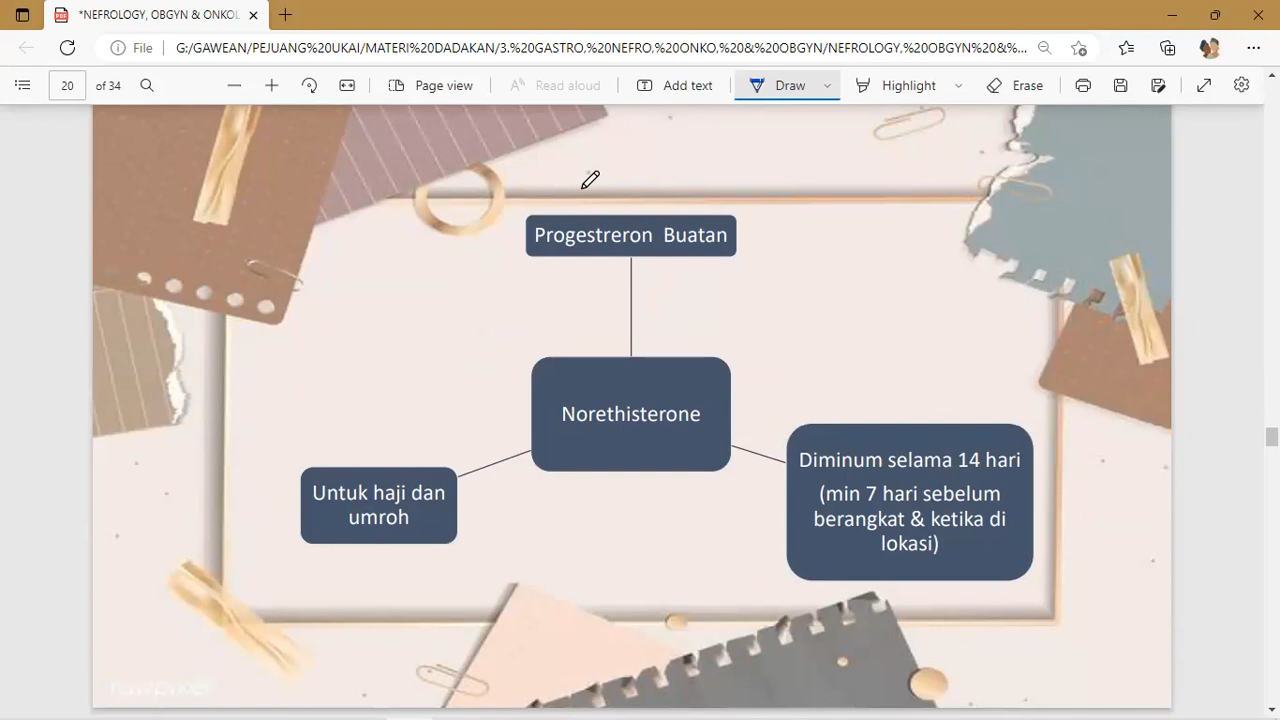 *NEFROLOGY, OBGYN & ONKOL
File
G:/GAWEAN/PEJUANG%20UKAI/MATERI%20DADAKAN/3.%20GASTRO,%20NEFRO,%20ONKO,%20&%20OBGYN/NEFROLOGY,%20OBGYN%20&%...
20 of 34
Page view
Read aloud
Add text
Draw
Highlight
Erase
Progestreron Buatan
Norethisterone
Untuk haji dan
umroh
Diminum selama 14 hari
(min 7 hari sebelum
berangkat & ketika di
lokasi)
rawpixel